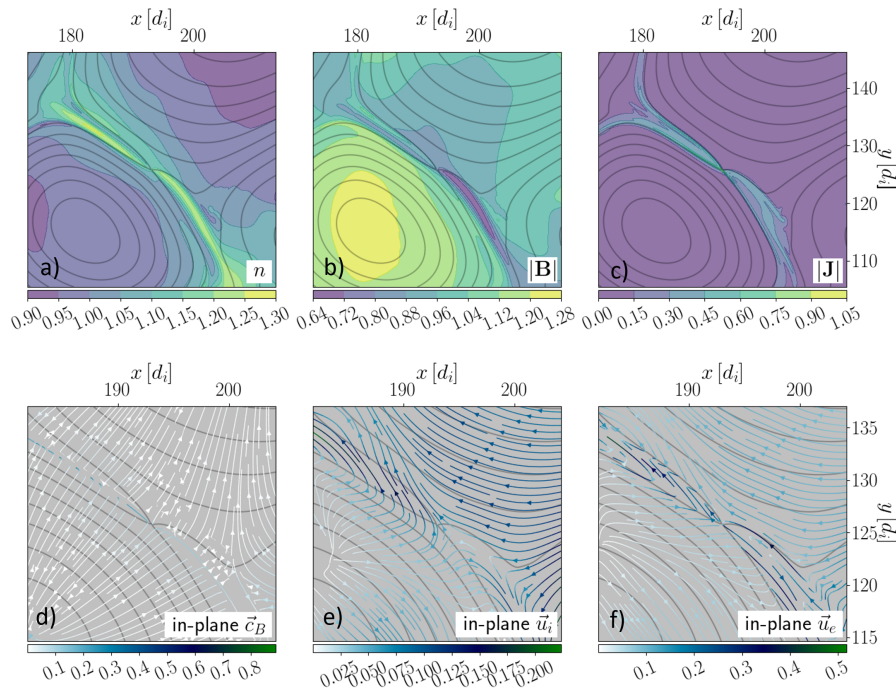 x [d_i] x [d_i] x [d_i]
180 200 180 200 180 200
140
130
120
110
y [d_i]
a) n b) |B| c) |J|
0.90 0.95 1.00 1.05 1.10 1.15 1.20 1.25 1.30 0.64 0.72 0.80 0.88 0.96 1.04 1.12 1.20 1.28 0.00 0.15 0.30 0.45 0.60 0.75 0.90 1.05
x [d_i] x [d_i] x [d_i]
190 200 190 200 190 200
135
130
125
120
115
y [d_i]
d) in-plane c⃗_B e) in-plane u⃗_i f) in-plane u⃗_e
0.1 0.2 0.3 0.4 0.5 0.6 0.7 0.8 0.025 0.050 0.075 0.100 0.125 0.150 0.175 0.200 0.1 0.2 0.3 0.4 0.5